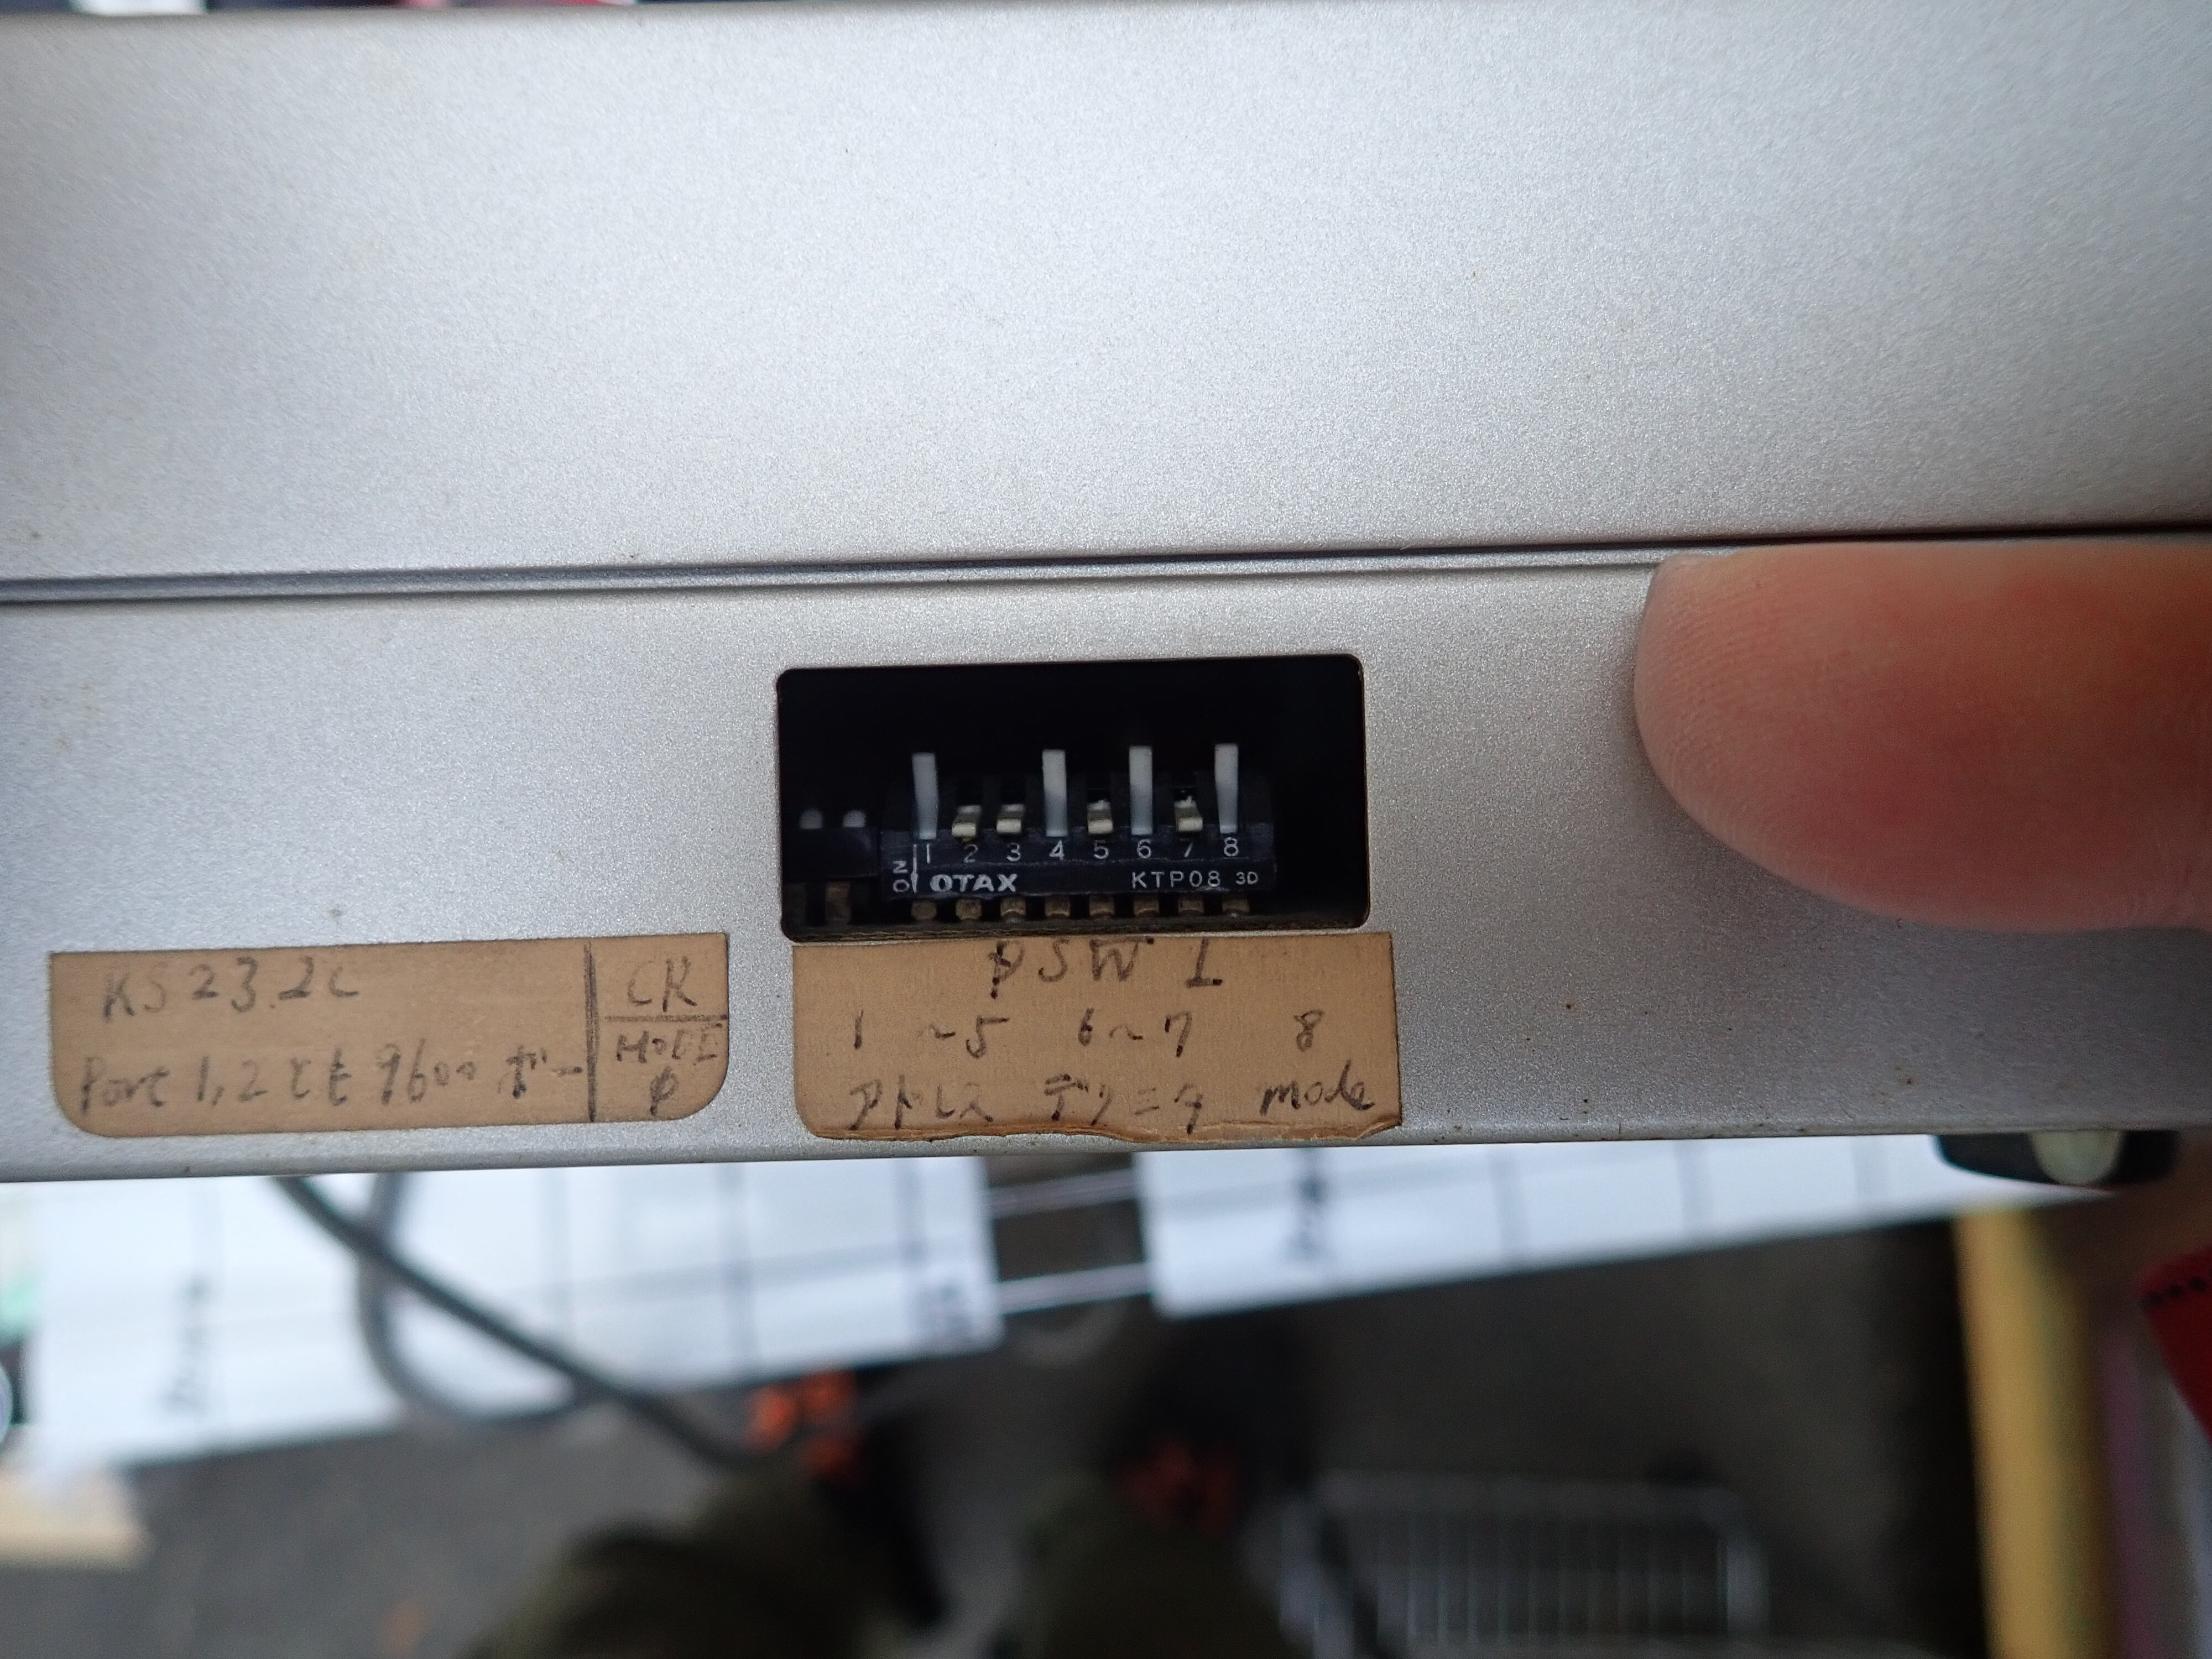 1 2 3 4 5 6 7 8
ON OTAX KTP08 3D
RS232C
Port 1,2とも 9600 ボー
CR
MODE
φ
DSW 1
1 ~5 6~7 8
アドレス デリミタ mode